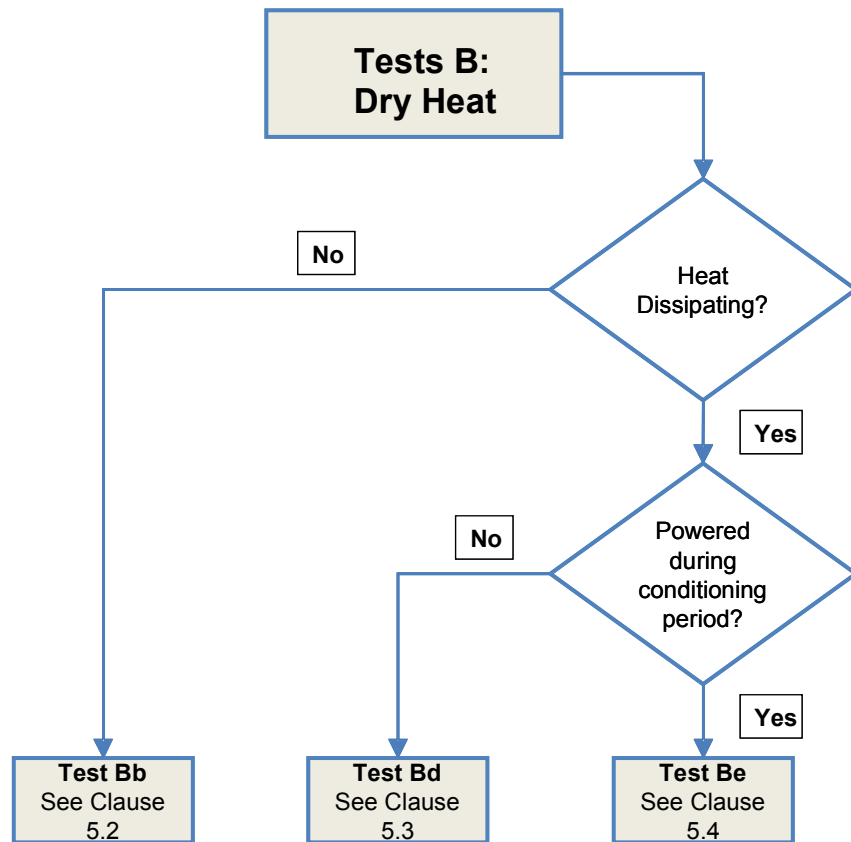 Tests B:
Dry Heat
No
Heat
Dissipating?
Yes
No
Powered
during
conditioning
period?
Yes
Test Bb
See Clause
5.2
Test Bd
See Clause
5.3
Test Be
See Clause
5.4